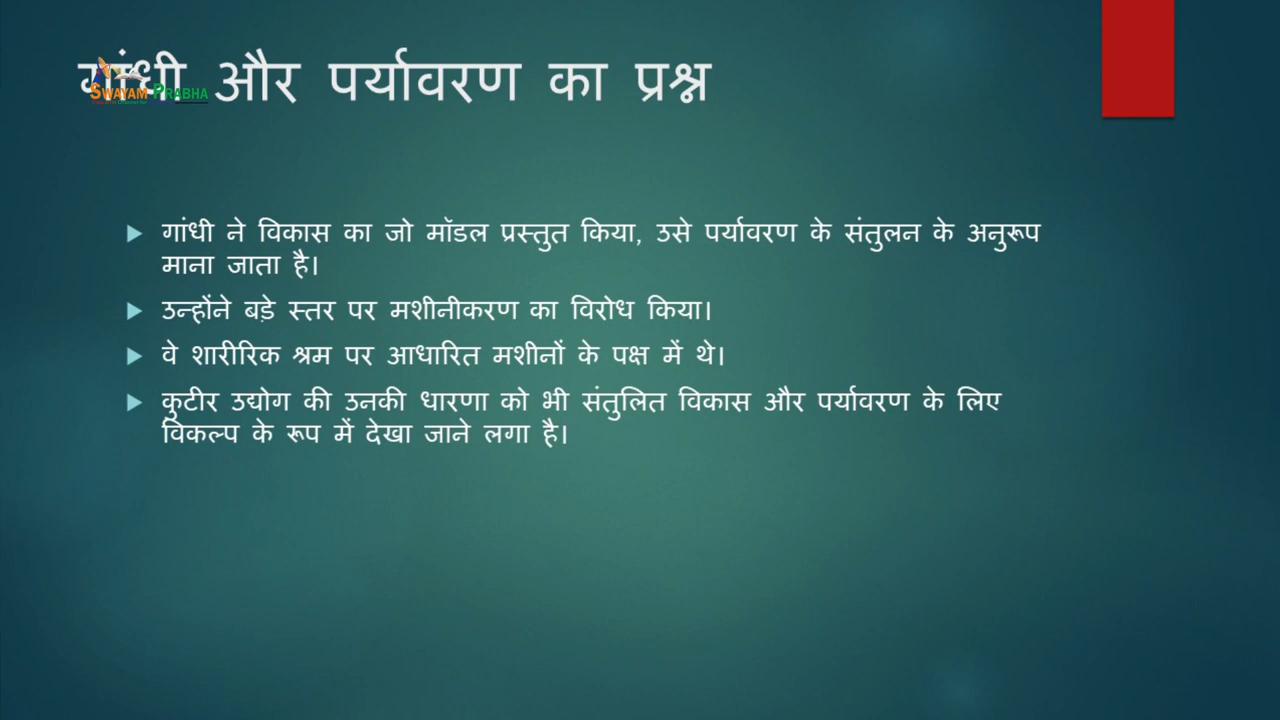 गांधी और पर्यावरण का प्रश्न
SWAYAM PRABHA
गांधी ने विकास का जो मॉडल प्रस्तुत किया, उसे पर्यावरण के संतुलन के अनुरूप
माना जाता है।
उन्होंने बड़े स्तर पर मशीनीकरण का विरोध किया।
वे शारीरिक श्रम पर आधारित मशीनों के पक्ष में थे।
कुटीर उद्योग की उनकी धारणा को भी संतुलित विकास और पर्यावरण के लिए
विकल्प के रूप में देखा जाने लगा है।